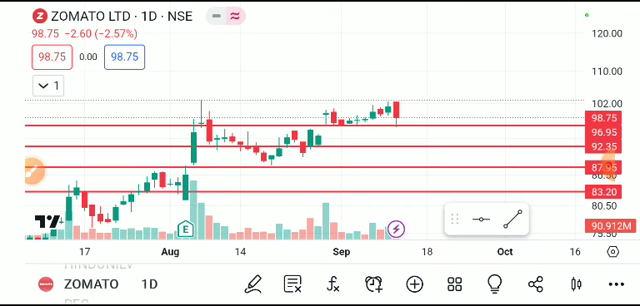 ZOMATO LTD · 1D · NSE
98.75 −2.60 (−2.57%)
98.75 0.00 98.75
1
120.00
110.00
102.00
98.75
96.95
92.35
87.95
83.20
80.50
90.912M
75.50
E
17 Aug 14 Sep 18 Oct 16
ZOMATO 1D